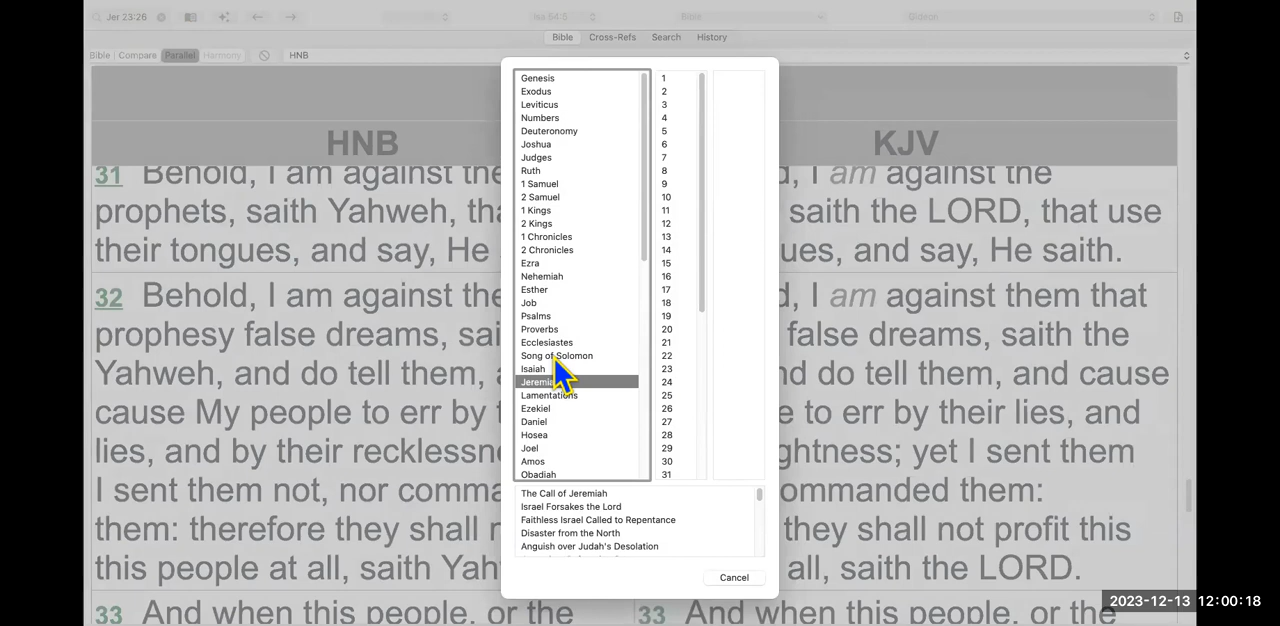 Jer 23:26
Isa 54:5
Bible
Gideon
Bible Cross-Refs Search History
Bible Compare Parallel Harmony HNB
HNB
KJV
31 Behold, I am against the
prophets, saith Yahweh,
their tongues, and say, He
I am against the
saith the LORD, that use
and say, He saith.
32 Behold, I am against the
prophesy false dreams,
Yahweh, and do tell them,
cause My people to err by
lies, and by their
I sent them not, nor
them: therefore they shall
this people at all, saith
I am against them that
false dreams, saith the
do tell them, and cause
to err by their lies, and
yet I sent them
them:
they shall not profit this
all, saith the LORD.
33 And when this people, or the
33 And when this people, or the
Genesis
Exodus
Leviticus
Numbers
Deuteronomy
Joshua
Judges
Ruth
1 Samuel
2 Samuel
1 Kings
2 Kings
1 Chronicles
2 Chronicles
Ezra
Nehemiah
Esther
Job
Psalms
Proverbs
Ecclesiastes
Song of Solomon
Isaiah
Lamentations
Ezekiel
Daniel
Hosea
Joel
Amos
Obadiah
1
2
3
4
5
6
7
8
9
10
11
12
13
14
15
16
17
18
19
20
21
22
23
24
25
26
27
28
29
30
31
The Call of Jeremiah
Israel Forsakes the Lord
Faithless Israel Called to Repentance
Disaster from the North
Anguish over Judah's Desolation
Cancel
2023-12-13 12:00:18